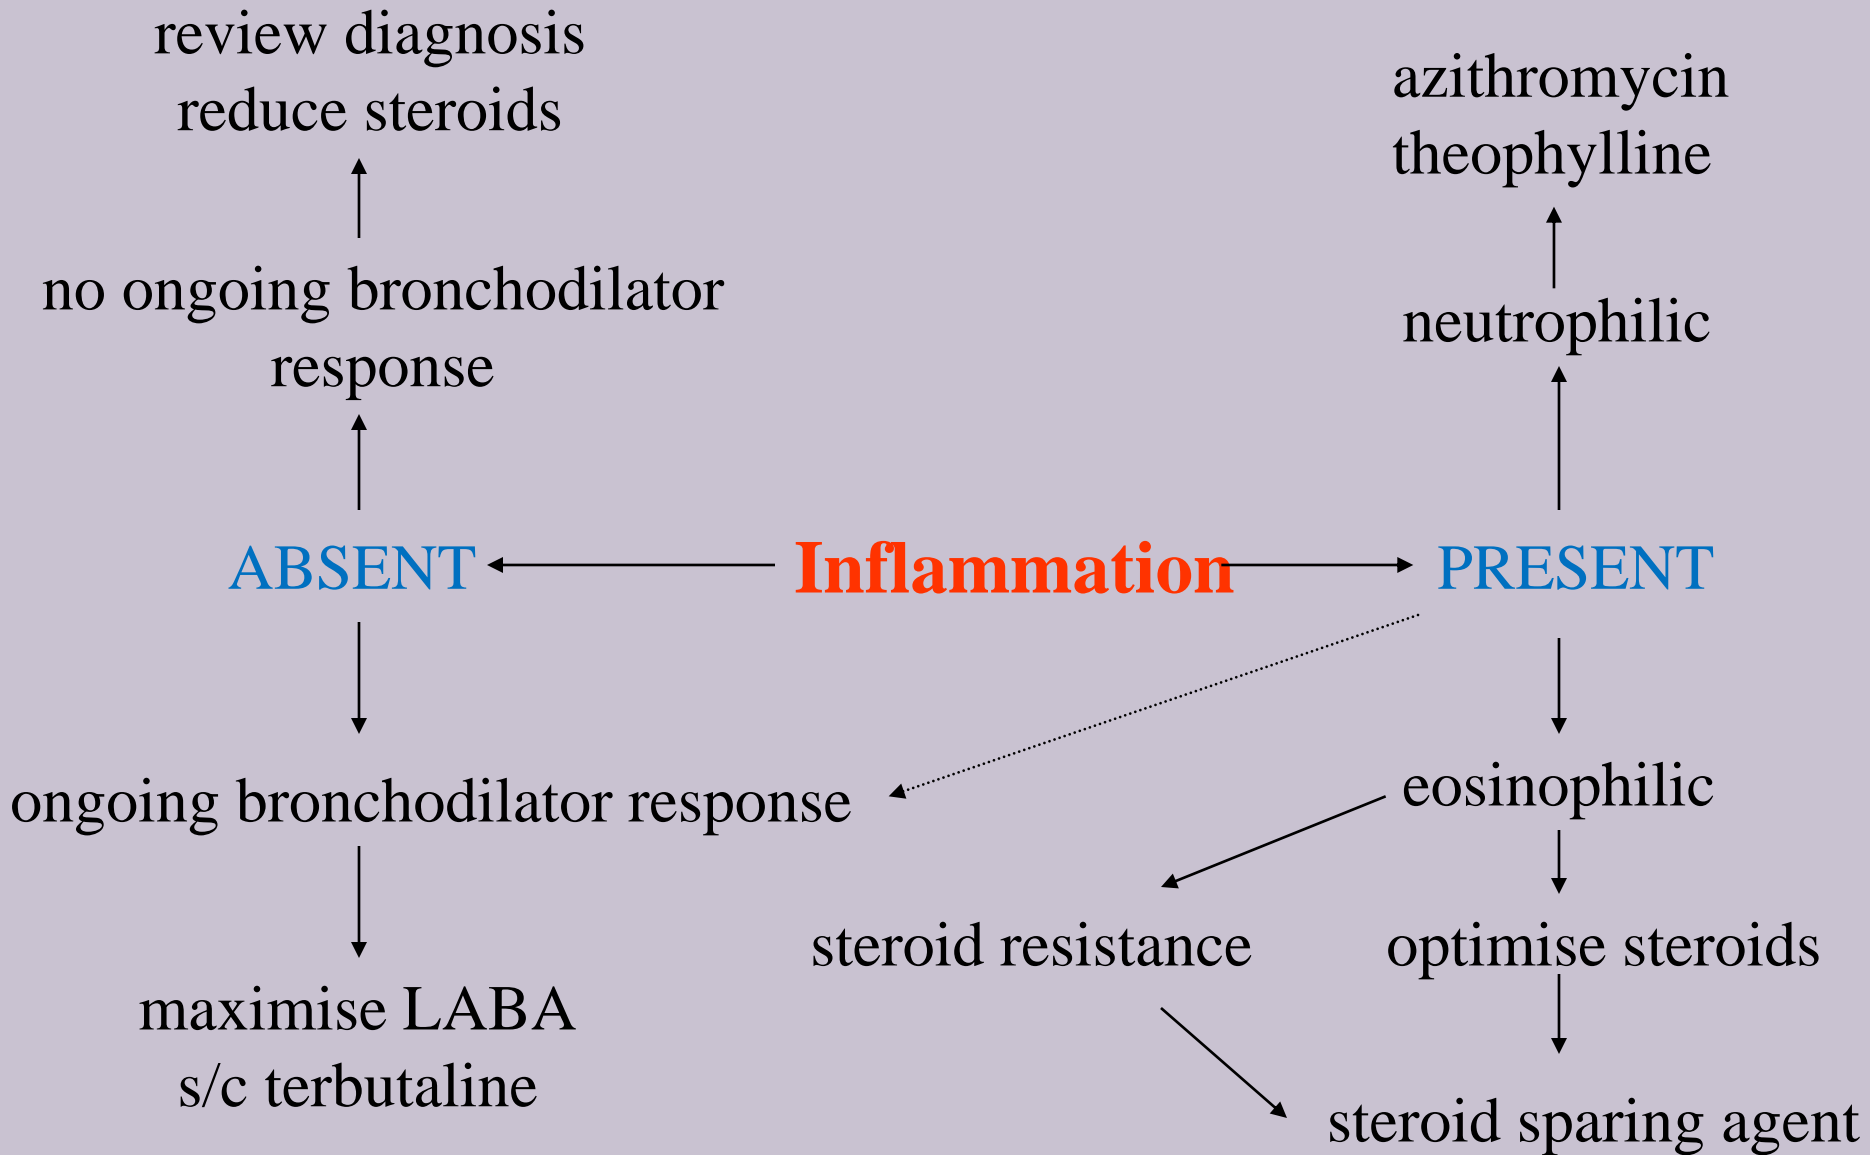 review diagnosis
reduce steroids
azithromycin
theophylline
no ongoing bronchodilator
response
neutrophilic
ABSENT
Inflammation
PRESENT
ongoing bronchodilator response
eosinophilic
steroid resistance
optimise steroids
maximise LABA
s/c terbutaline
steroid sparing agent